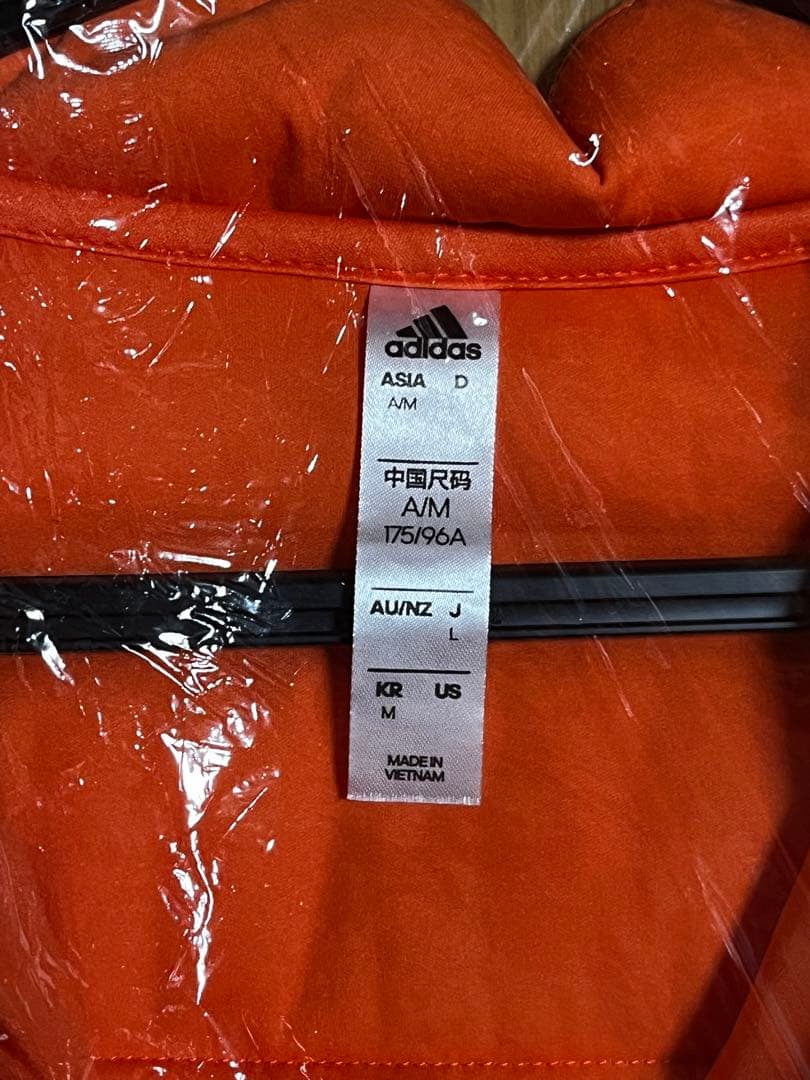 adidas
ASIA D
A/M
中国尺码
A/M
175/96A
AU/NZ J
L
KR US
M
MADE IN
VIETNAM